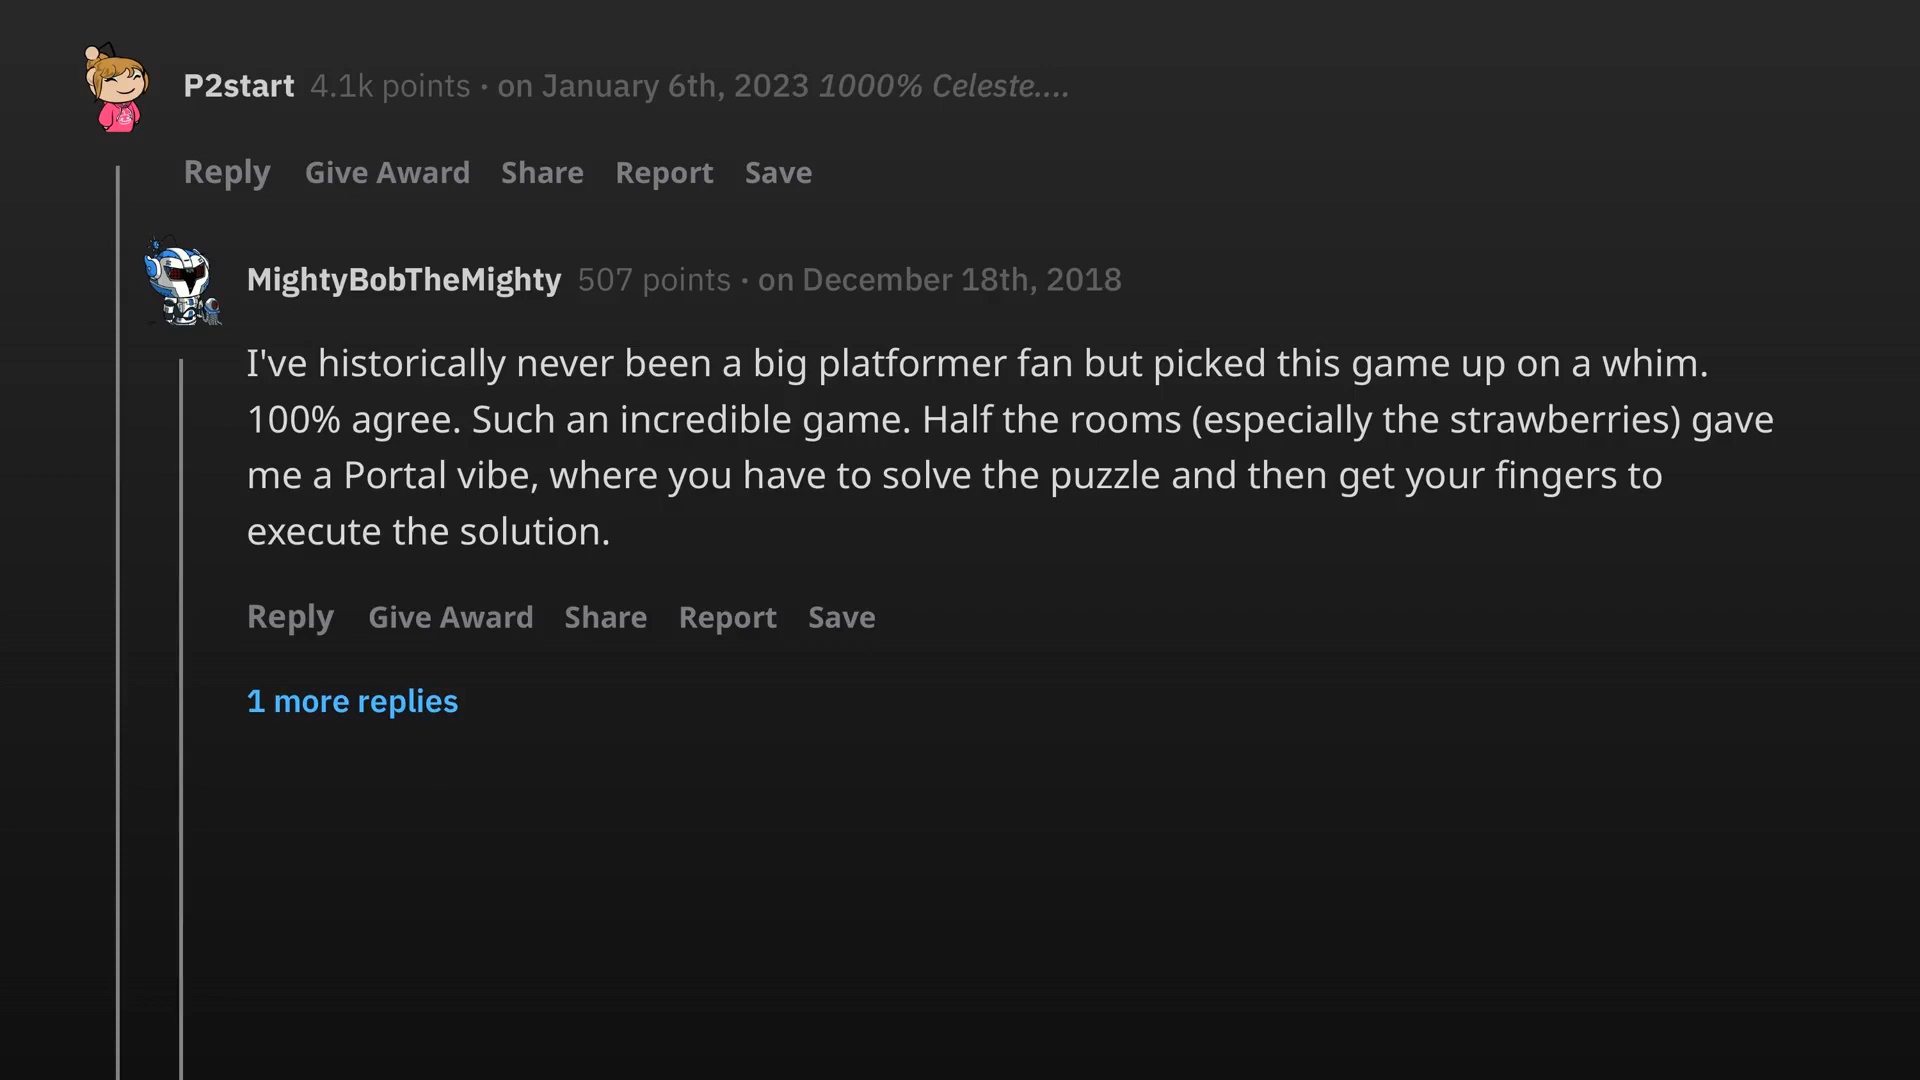 P2start 4.1k points · on January 6th, 2023 1000% Celeste....
Reply Give Award Share Report Save
MightyBobTheMighty 507 points · on December 18th, 2018
I've historically never been a big platformer fan but picked this game up on a whim.
100% agree. Such an incredible game. Half the rooms (especially the strawberries) gave
me a Portal vibe, where you have to solve the puzzle and then get your fingers to
execute the solution.
Reply Give Award Share Report Save
1 more replies